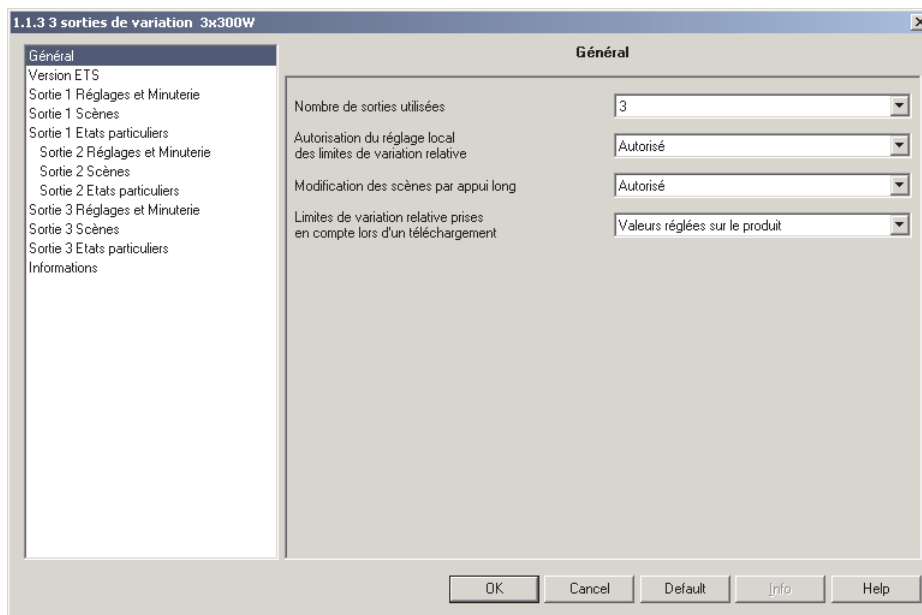 1.1.3 3 sorties de variation 3x300W
Général
Version ETS
Sortie 1 Réglages et Minuterie
Sortie 1 Scènes
Sortie 1 Etats particuliers
Sortie 2 Réglages et Minuterie
Sortie 2 Scènes
Sortie 2 Etats particuliers
Sortie 3 Réglages et Minuterie
Sortie 3 Scènes
Sortie 3 Etats particuliers
Informations
Général
Nombre de sorties utilisées
3
Autorisation du réglage local
des limites de variation relative
Autorisé
Modification des scènes par appui long
Autorisé
Limites de variation relative prises
en compte lors d'un téléchargement
Valeurs réglées sur le produit
OK
Cancel
Default
Info
Help